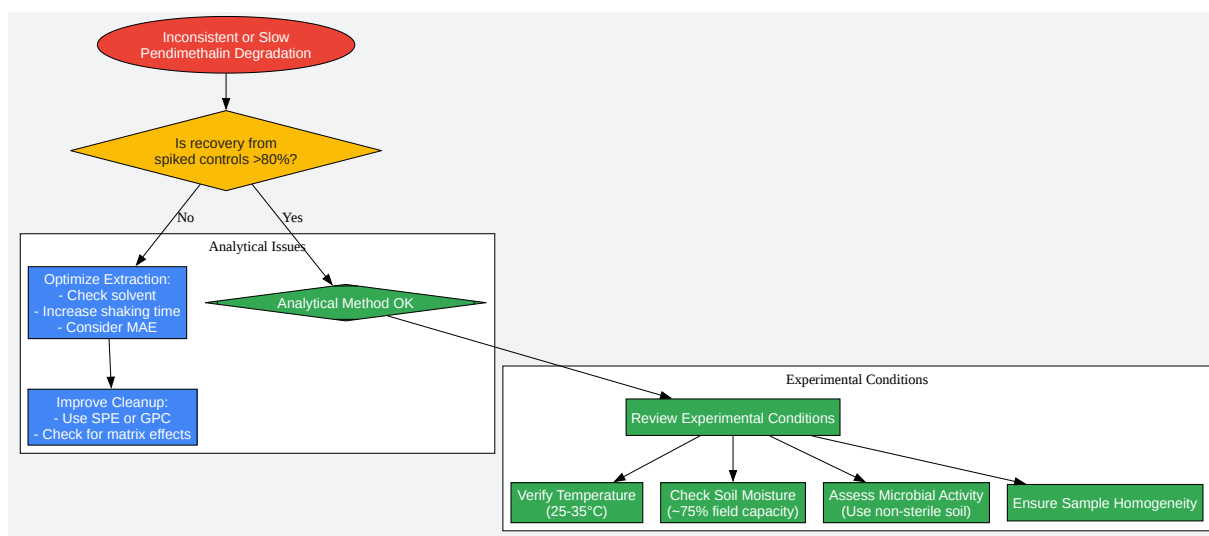 Inconsistent or Slow
Pendimethalin Degradation
Is recovery from
spiked controls >80%?
No
Yes
Analytical Issues
Optimize Extraction:
- Check solvent
- Increase shaking time
- Consider MAE
Analytical Method OK
Improve Cleanup:
- Use SPE or GPC
- Check for matrix effects
Experimental Conditions
Review Experimental Conditions
Verify Temperature
(25-35°C)
Check Soil Moisture
(~75% field capacity)
Assess Microbial Activity
(Use non-sterile soil)
Ensure Sample Homogeneity